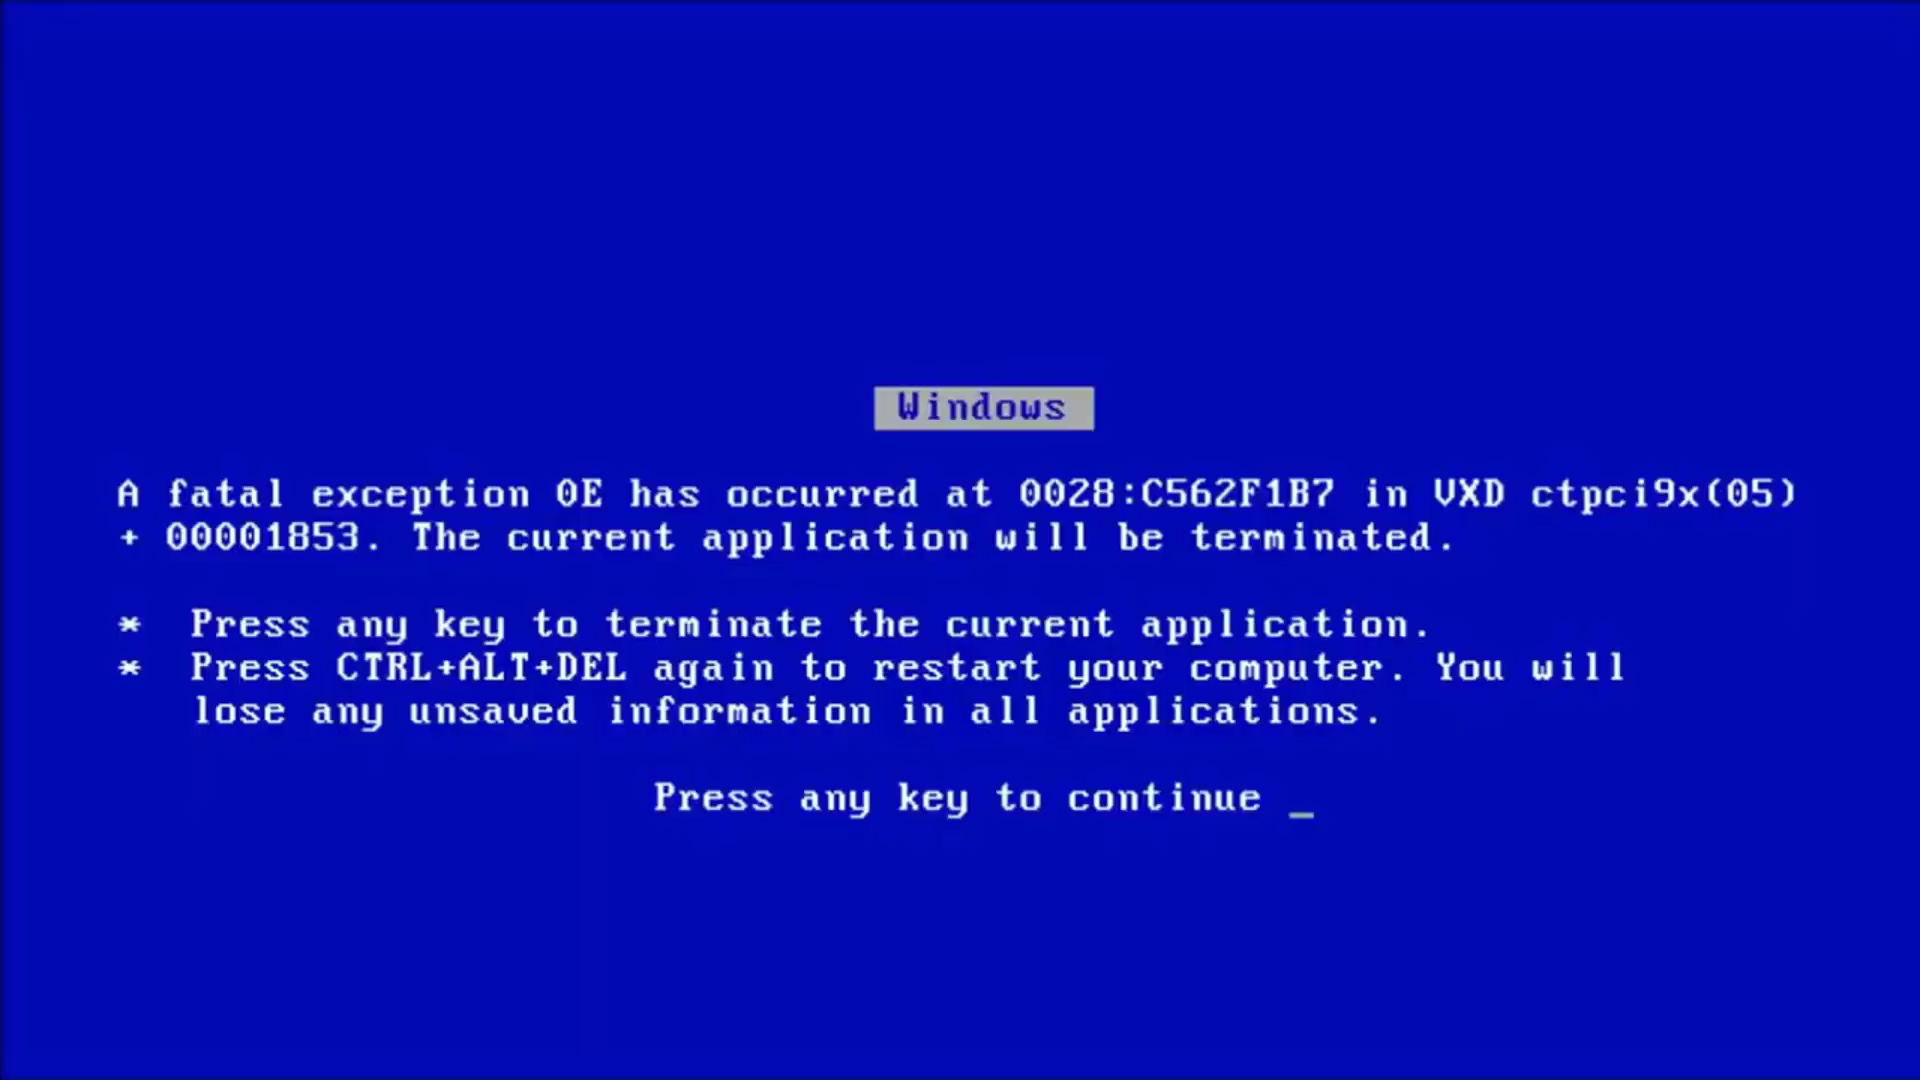 Windows
A fatal exception 0E has occurred at 0028:C562F1B7 in VXD ctpci9x(05)
+ 00001853. The current application will be terminated.
* Press any key to terminate the current application.
* Press CTRL+ALT+DEL again to restart your computer. You will
lose any unsaved information in all applications.
Press any key to continue _